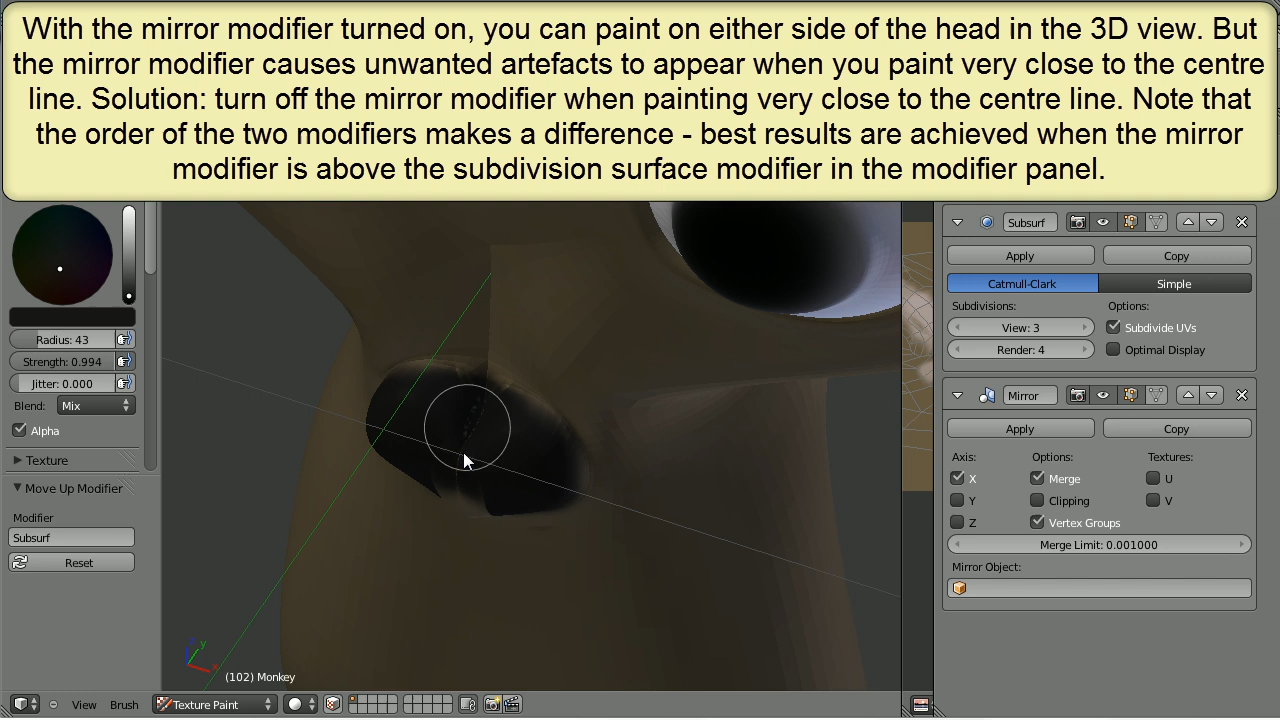 With the mirror modifier turned on, you can paint on either side of the head in the 3D view. But
the mirror modifier causes unwanted artefacts to appear when you paint very close to the centre
line. Solution: turn off the mirror modifier when painting very close to the centre line. Note that
the order of the two modifiers makes a difference - best results are achieved when the mirror
modifier is above the subdivision surface modifier in the modifier panel.
Radius: 43
Strength: 0.994
Jitter: 0.000
Blend: Mix
Alpha
Texture
Move Up Modifier
Modifier
Subsurf
Reset
y
x
(102) Monkey
View Brush Texture Paint
Subsurf
Apply Copy
Catmull-Clark Simple
Subdivisions: Options:
View: 3 Subdivide UVs
Render: 4 Optimal Display
Mirror
Apply Copy
Axis: Options: Textures:
X Merge U
Y Clipping V
Z Vertex Groups
Merge Limit: 0.001000
Mirror Object: